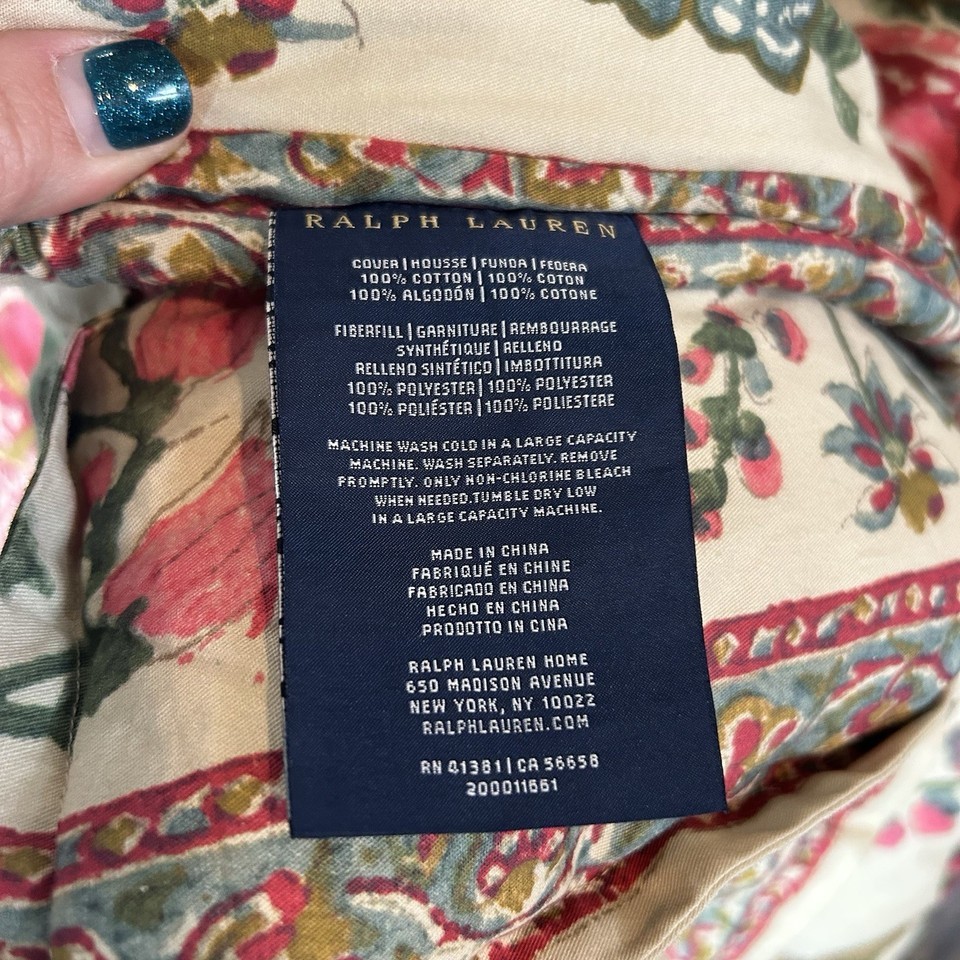 RALPH LAUREN
COVER | HOUSSE | FUNDA | FEDERA
100% COTTON | 100% COTON
100% ALGODÓN | 100% COTONE
FIBERFILL | GARNITURE | REMBOURRAGE
SYNTHÉTIQUE | RELLENO
RELLENO SINTÉTICO | IMBOTTITURA
100% POLYESTER | 100% POLYESTER
100% POLIÉSTER | 100% POLIESTERE
MACHINE WASH COLD IN A LARGE CAPACITY
MACHINE. WASH SEPARATELY. REMOVE
PROMPTLY. ONLY NON-CHLORINE BLEACH
WHEN NEEDED.TUMBLE DRY LOW
IN A LARGE CAPACITY MACHINE.
MADE IN CHINA
FABRIQUÉ EN CHINE
FABRICADO EN CHINA
HECHO EN CHINA
PRODOTTO IN CINA
RALPH LAUREN HOME
650 MADISON AVENUE
NEW YORK, NY 10022
RALPHLAUREN.COM
RN 41381 | CA 56658
200011661